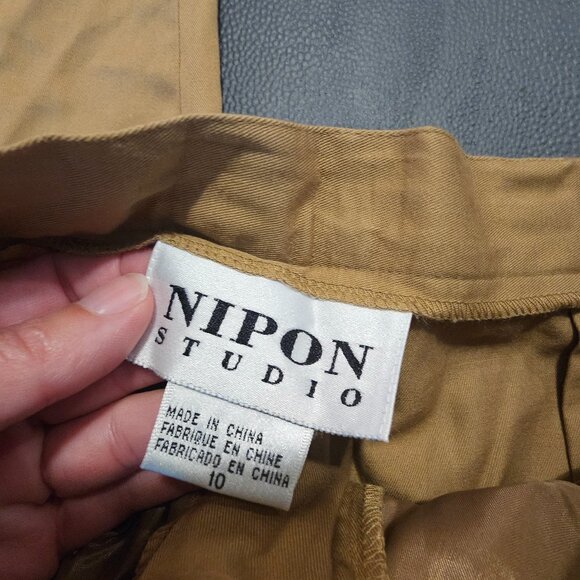 NIPON
STUDIO
MADE IN CHINA
FABRIQUE EN CHINE
FABRICADO EN CHINA
10